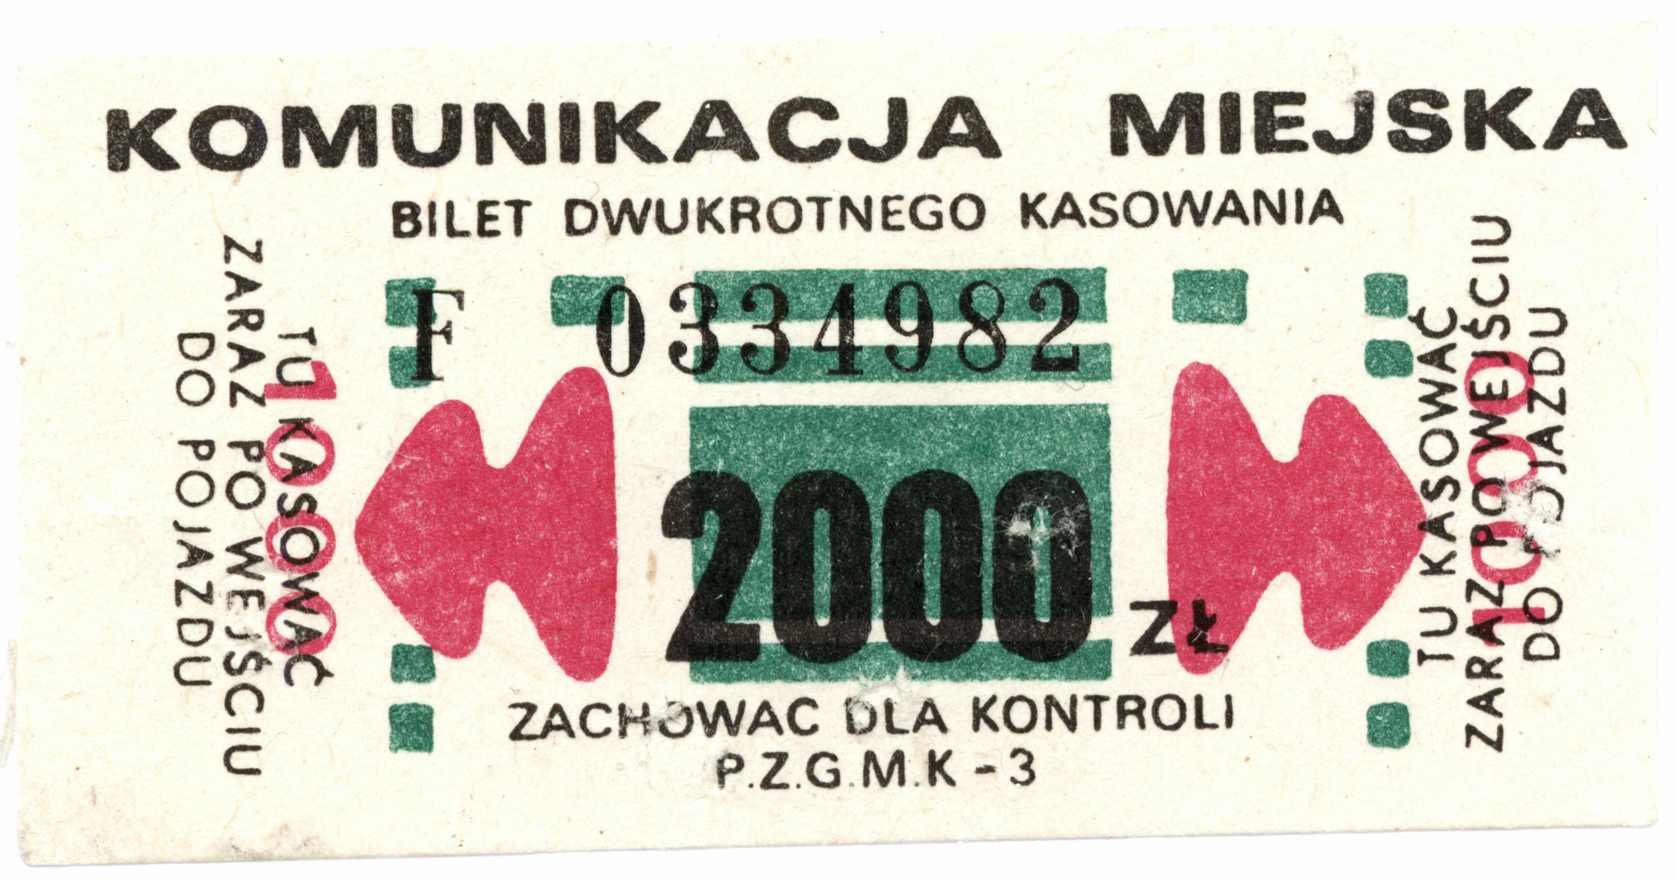 KOMUNIKACJA MIEJSKA
BILET DWUKROTNEGO KASOWANIA
F 0334982
TU KASOWAĆ
ZARAZ PO WEJŚCIU
DO POJAZDU
1000
2000 ZŁ
TU KASOWAĆ
ZARAZ PO WEJŚCIU
DO POJAZDU
1000
ZACHOWAC DLA KONTROLI
P.Z.G.M.K - 3